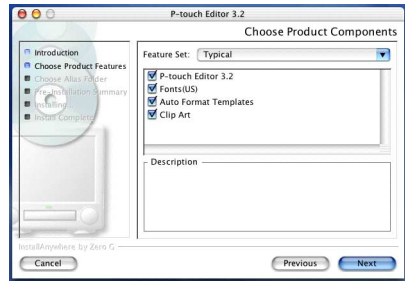 P-touch Editor 3.2
Choose Product Components
Introduction
Choose Product Features
Choose Alias Folder
Pre-Installation Summary
Installing...
Install Complete
Feature Set: Typical
P-touch Editor 3.2
Fonts(US)
Auto Format Templates
Clip Art
Description
InstallAnywhere by Zero G
Cancel
Previous
Next